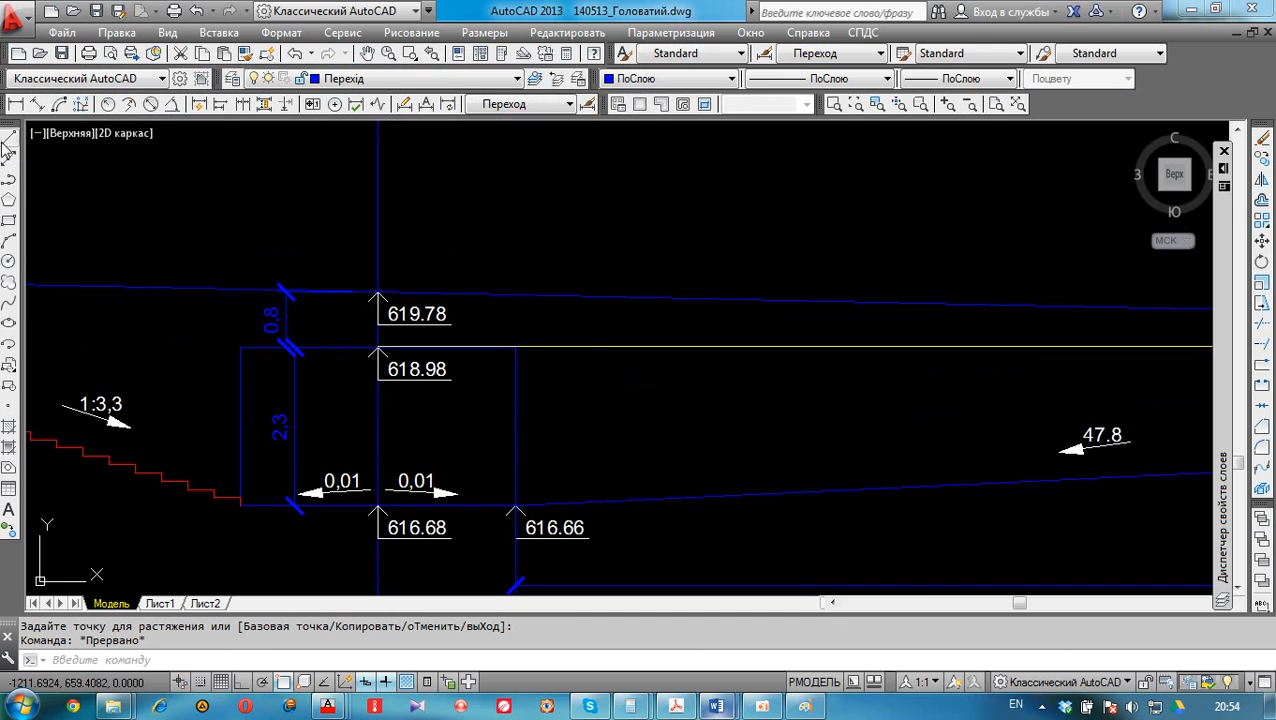 Классический AutoCAD
AutoCAD 2013 140513_Головатий.dwg
Введите ключевое слово/фразу
Вход в службы
Файл Правка Вид Вставка Формат Сервис Рисование Размеры Редактировать Параметризация Окно Справка Экспресс СПДС
Standard Переход Standard Standard
Классический AutoCAD Перехід ПоСлою ПоСлою ПоСлою Поцвету
Переход
[−][Верхняя][2D каркас]
С
З Верх В
Ю
МСК
619.78
0,8
618.98
1:3,3
2,3
47.8
0,01 0,01
616.68 616.66
Y
X
Диспетчер свойств слоев
Модель Лист1 Лист2
Задайте точку для растяжения или [Базовая точка/Копировать/оТменить/выХод]:
Команда: *Прервано*
Введите команду
-1211.6924, 659.4082, 0.0000
РМОДЕЛЬ 1:1 Классический AutoCAD
EN 20:54